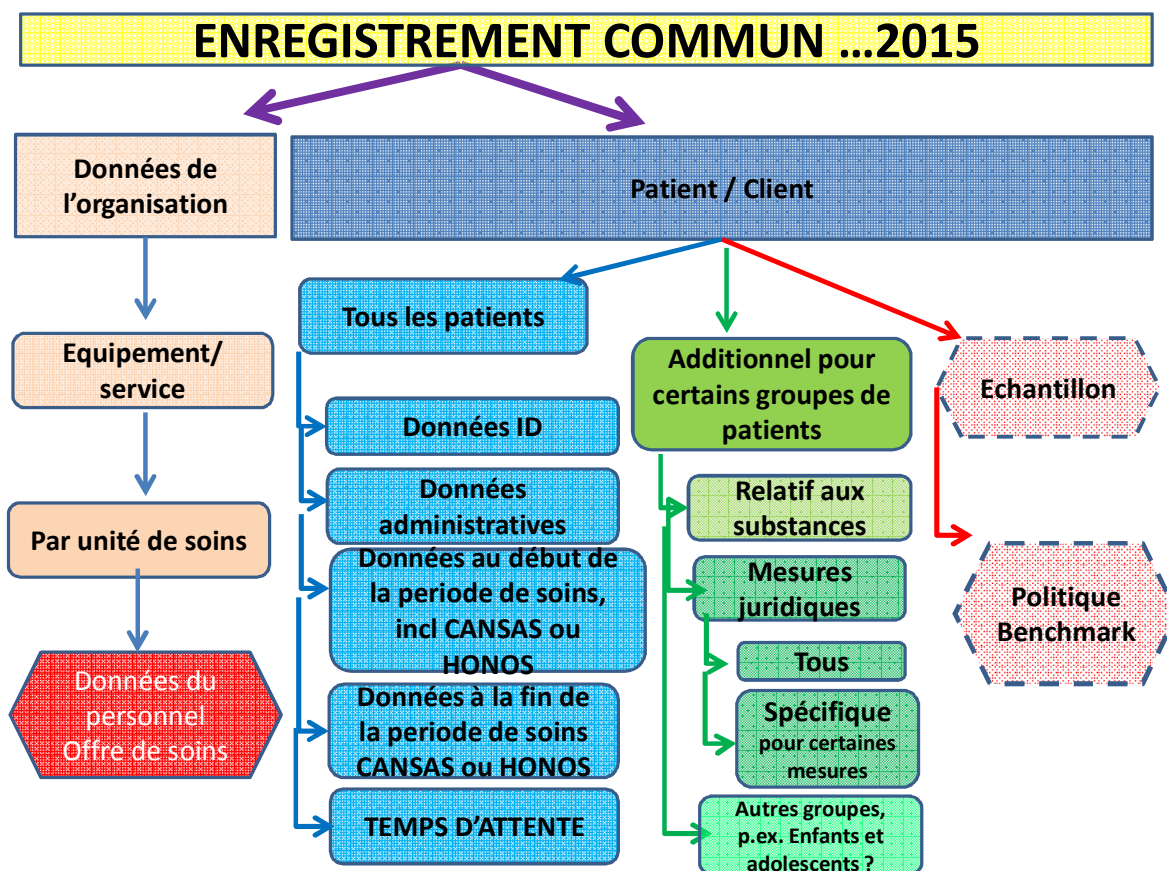 ENREGISTREMENT COMMUN ...2015
Données de
l'organisation
Patient / Client
Tous les patients
Equipement/
service
Additionnel pour
certains groupes de
patients
Echantillon
Données ID
Données
administratives
Relatif aux
substances
Par unité de soins
Données au début de
la periode de soins,
incl CANSAS ou
HONOS
Mesures
juridiques
Politique
Benchmark
Tous
Données du
personnel
Offre de soins
Données à la fin de
la periode de soins
CANSAS ou HONOS
Spécifique
pour certaines
mesures
TEMPS D'ATTENTE
Autres groupes,
p.ex. Enfants et
adolescents ?